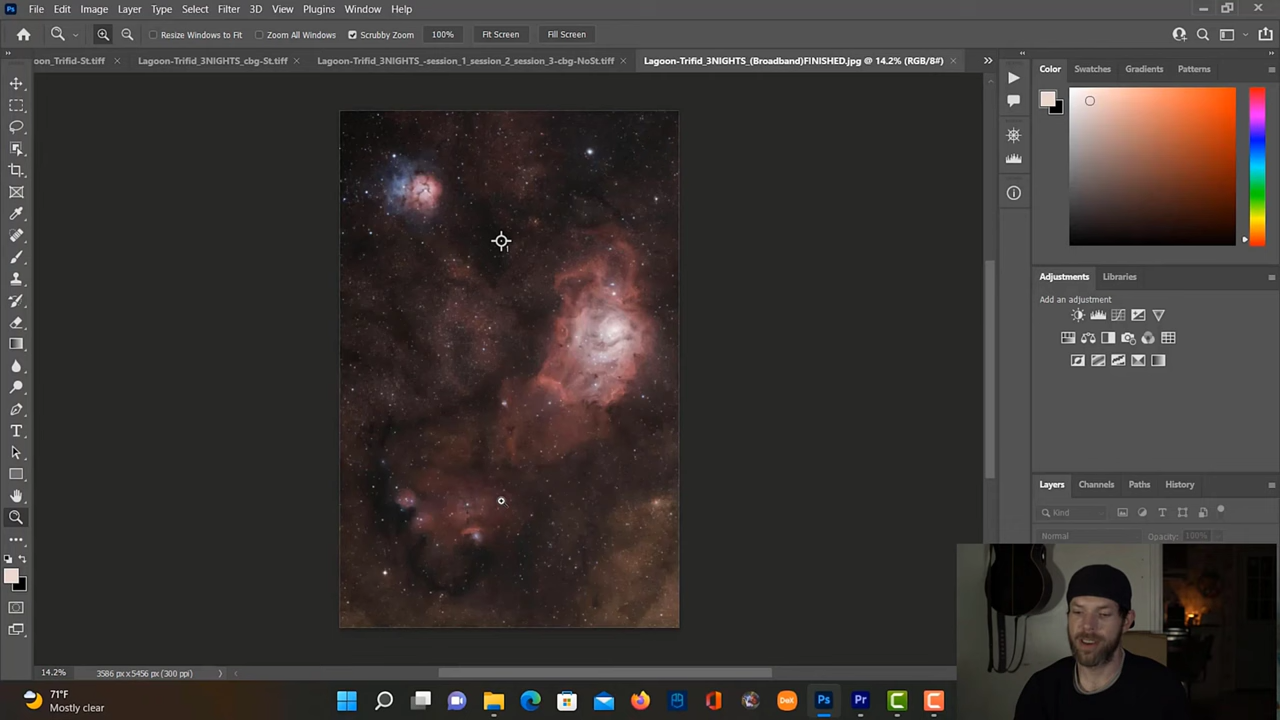 Ps File Edit Image Layer Type Select Filter 3D View Plugins Window Help
Resize Windows to Fit Zoom All Windows Scrubby Zoom 100% Fit Screen Fill Screen
oon_Trifid-St.tiff × Lagoon-Trifid_3NIGHTS_cbg-St.tiff × Lagoon-Trifid_3NIGHTS_-session_1_session_2_session_3-cbg-NoSt.tiff × Lagoon-Trifid_3NIGHTS_(Broadband)FINISHED.jpg @ 14.2% (RGB/8#) ×
Color Swatches Gradients Patterns
Adjustments Libraries
Add an adjustment
Layers Channels Paths History
Kind
Normal Opacity: 100%
14.2% 3586 px x 5456 px (300 ppi)
71°F
Mostly clear
DeX Ps Pr C C